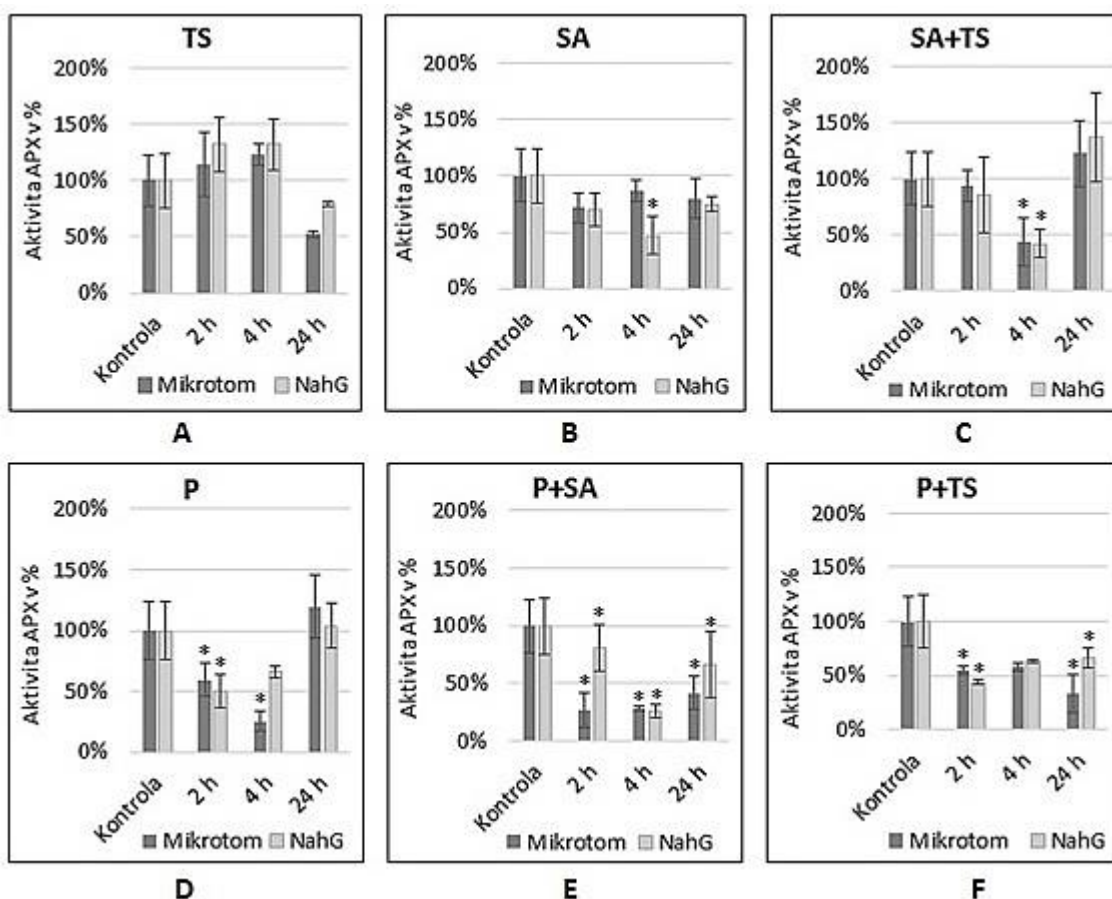 TS
Aktivita APX v %
200%
150%
100%
50%
0%
Kontrola
2 h
4 h
24 h
Mikrotom
NahG
A
SA
Aktivita APX v %
200%
150%
100%
50%
0%
*
Kontrola
2 h
4 h
24 h
Mikrotom
NahG
B
SA+TS
Aktivita APX v %
200%
150%
100%
50%
0%
* *
Kontrola
2 h
4 h
24 h
Mikrotom
NahG
C
P
Aktivita APX v %
200%
150%
100%
50%
0%
* * *
Kontrola
2 h
4 h
24 h
Mikrotom
NahG
D
P+SA
Aktivita APX v %
200%
150%
100%
50%
0%
* * * * * *
Kontrola
2 h
4 h
24 h
Mikrotom
NahG
E
P+TS
Aktivita APX v %
200%
150%
100%
50%
0%
* * * *
Kontrola
2 h
4 h
24 h
Mikrotom
NahG
F